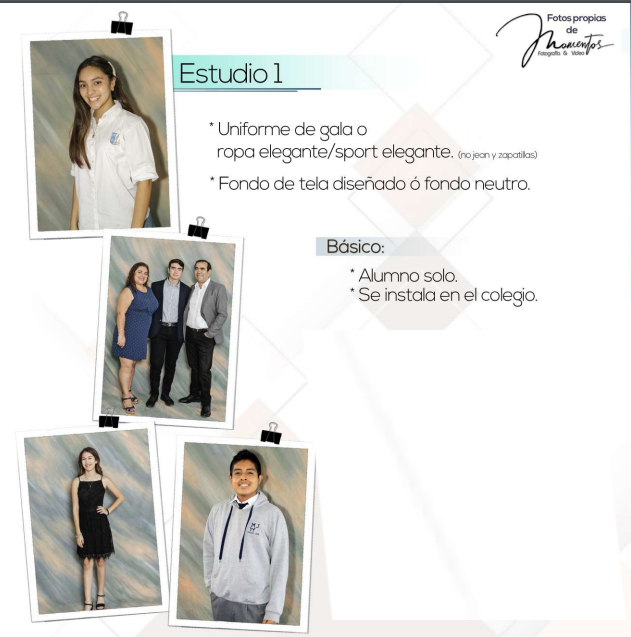 Fotos propias
de
Momentos
Fotografía & Video
Estudio 1
* Uniforme de gala o
ropa elegante/sport elegante. (no jean y zapatillas)
* Fondo de tela diseñado ó fondo neutro.
Básico:
* Alumno solo.
* Se instala en el colegio.